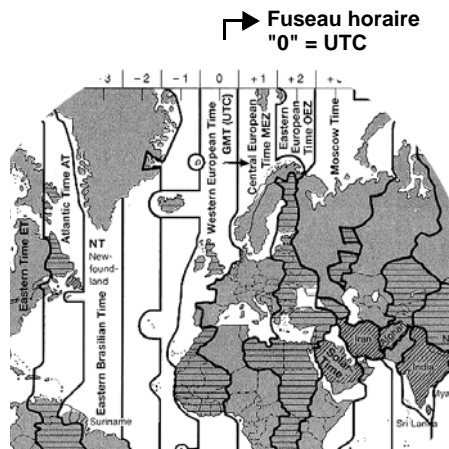 Fuseau horaire
"0" = UTC
-3 -2 -1 0 +1 +2
Eastern Time ET
Atlantic Time AT
NT
New-
found-
land
Eastern Brasilian Time
Western European Time
GMT (UTC)
Central European
Time MEZ
Eastern
European
Time OEZ
Moscow Time
Suriname
Solar
Time
Iran
India
Sri Lanka